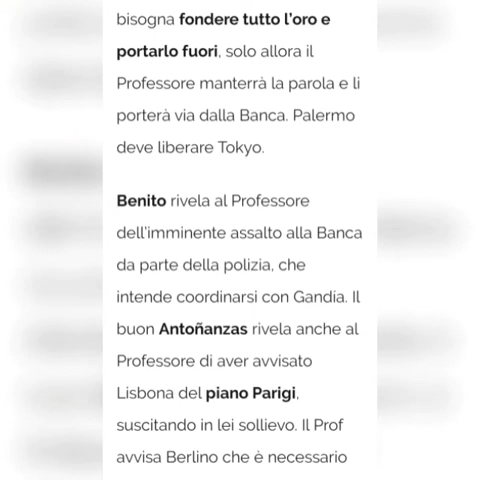 bisogna fondere tutto l’oro e
portarlo fuori, solo allora il
Professore manterrà la parola e li
porterà via dalla Banca. Palermo
deve liberare Tokyo.
Benito rivela al Professore
dell’imminente assalto alla Banca
da parte della polizia, che
intende coordinarsi con Gandia. Il
buon Antoñanzas rivela anche al
Professore di aver avvisato
Lisbona del piano Parigi,
suscitando in lei sollievo. Il Prof
avvisa Berlino che è necessario